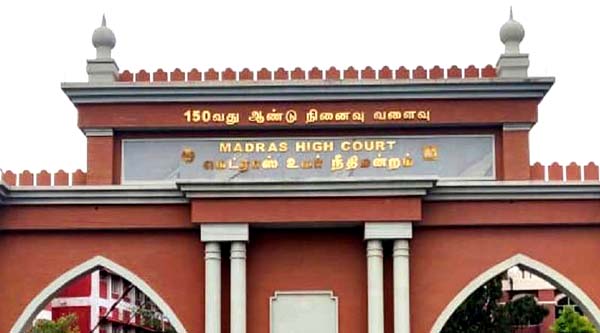 150வது ஆண்டு நினைவு வளைவு
MADRAS HIGH COURT
மெட்ராஸ் உயர் நீதிமன்றம்